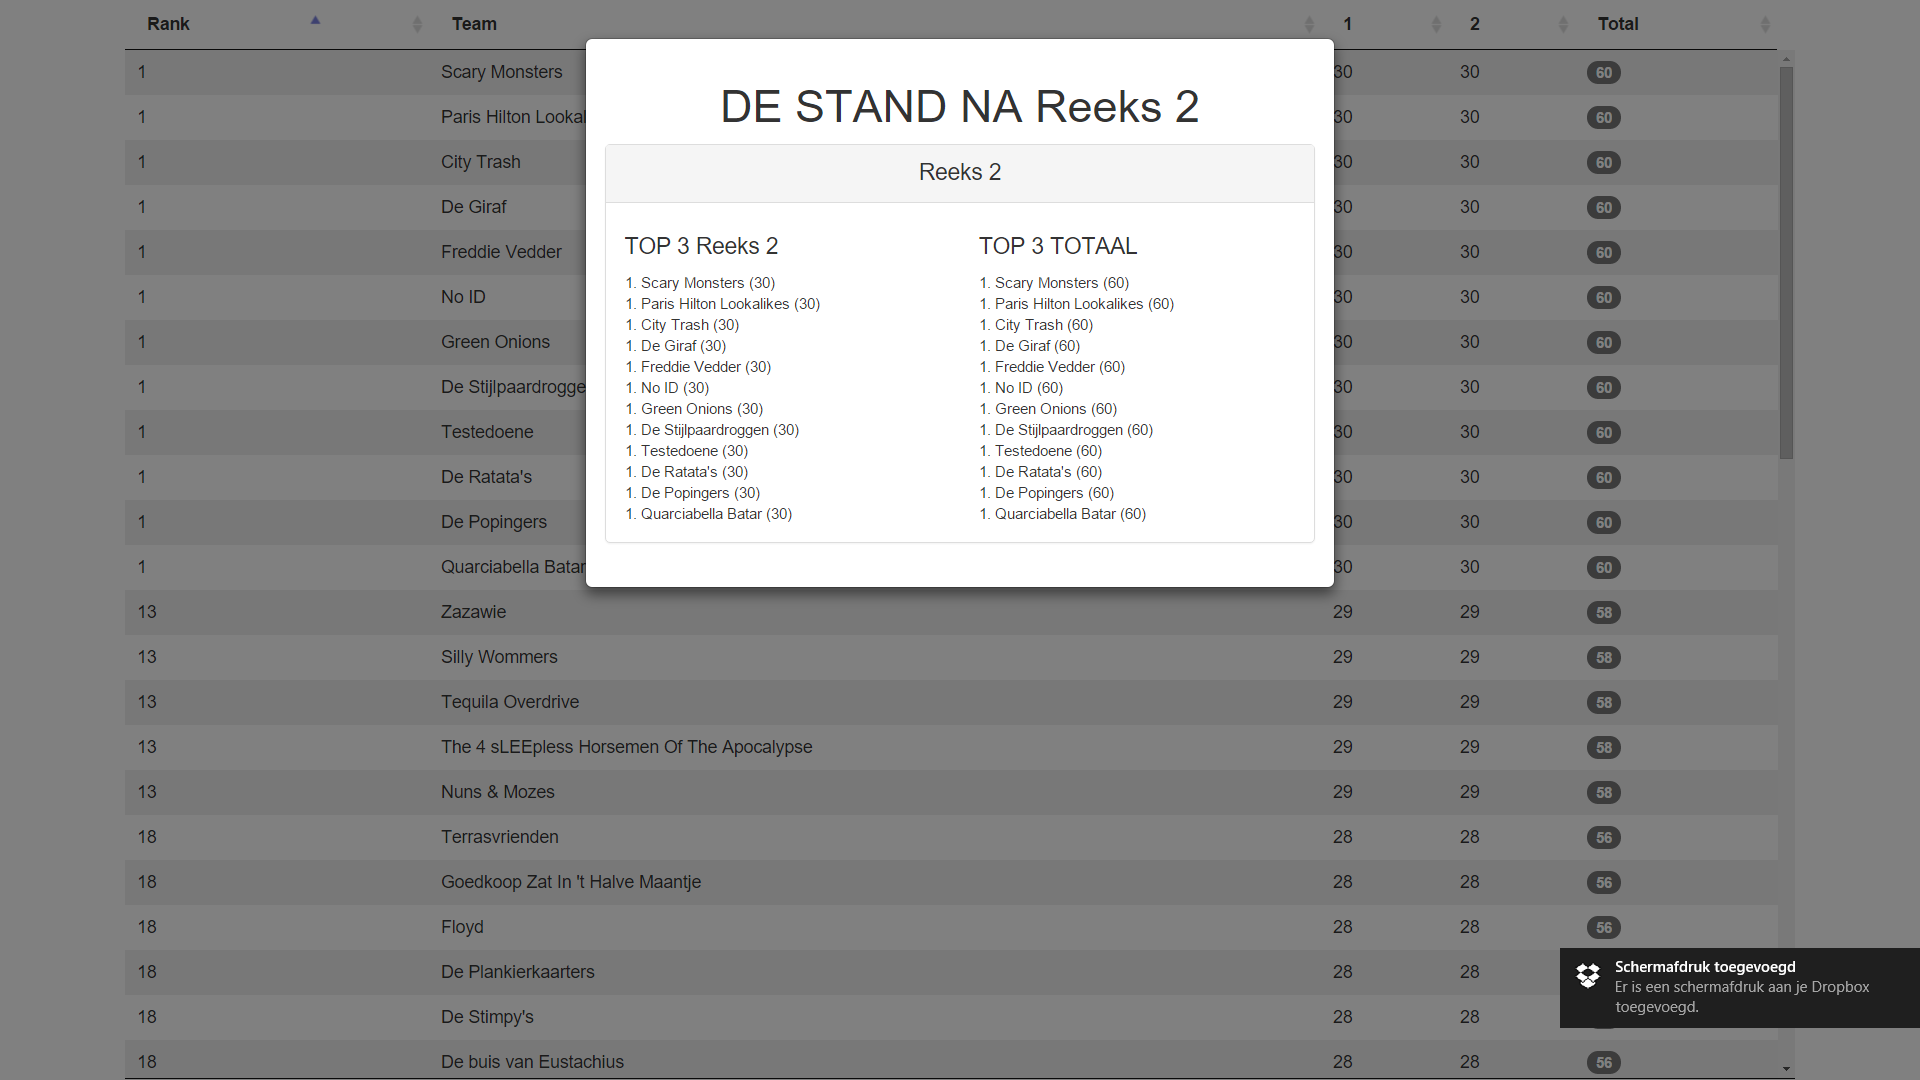 Rank Team 1 2 Total
DE STAND NA Reeks 2
Reeks 2
TOP 3 Reeks 2
1. Scary Monsters (30)
1. Paris Hilton Lookalikes (30)
1. City Trash (30)
1. De Giraf (30)
1. Freddie Vedder (30)
1. No ID (30)
1. Green Onions (30)
1. De Stijlpaardroggen (30)
1. Testedoene (30)
1. De Ratata's (30)
1. De Popingers (30)
1. Quarciabella Batar (30)
TOP 3 TOTAAL
1. Scary Monsters (60)
1. Paris Hilton Lookalikes (60)
1. City Trash (60)
1. De Giraf (60)
1. Freddie Vedder (60)
1. No ID (60)
1. Green Onions (60)
1. De Stijlpaardroggen (60)
1. Testedoene (60)
1. De Ratata's (60)
1. De Popingers (60)
1. Quarciabella Batar (60)
1 Scary Monsters 30 30 60
1 Paris Hilton Lookal 30 30 60
1 City Trash 30 30 60
1 De Giraf 30 30 60
1 Freddie Vedder 30 30 60
1 No ID 30 30 60
1 Green Onions 30 30 60
1 De Stijlpaardrogge 30 30 60
1 Testedoene 30 30 60
1 De Ratata's 30 30 60
1 De Popingers 30 30 60
1 Quarciabella Batar 30 30 60
13 Zazawie 29 29 58
13 Silly Wommers 29 29 58
13 Tequila Overdrive 29 29 58
13 The 4 sLEEpless Horsemen Of The Apocalypse 29 29 58
13 Nuns & Mozes 29 29 58
18 Terrasvrienden 28 28 56
18 Goedkoop Zat In 't Halve Maantje 28 28 56
18 Floyd 28 28 56
18 De Plankierkaarters 28 28
18 De Stimpy's 28 28
18 De buis van Eustachius 28 28 56
Schermafdruk toegevoegd
Er is een schermafdruk aan je Dropbox
toegevoegd.